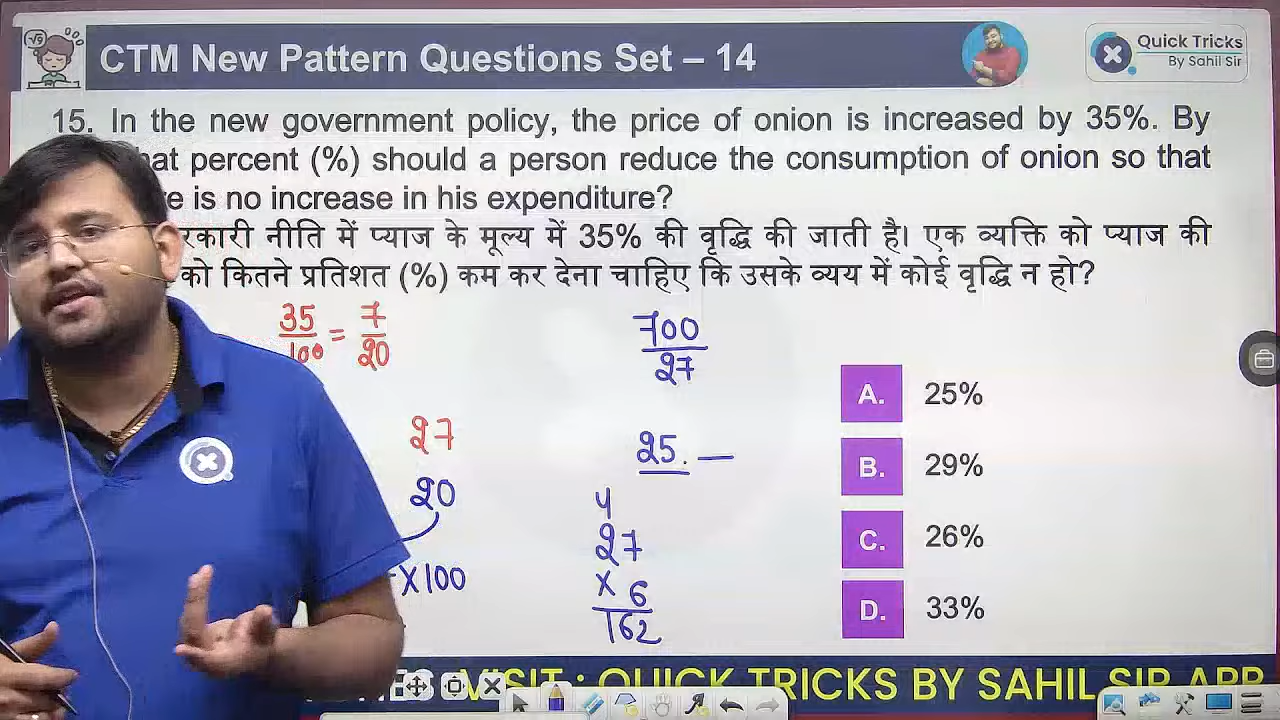 CTM New Pattern Questions Set – 14
Quick Tricks
By Sahil Sir
15. In the new government policy, the price of onion is increased by 35%. By
hat percent (%) should a person reduce the consumption of onion so that
re is no increase in his expenditure?
रकारी नीति में प्याज के मूल्य में 35% की वृद्धि की जाती है। एक व्यक्ति को प्याज की
को कितने प्रतिशत (%) कम कर देना चाहिए कि उसके व्यय में कोई वृद्धि न हो?
35/100 = 7/20
27
20
×100
700/27
25. —
4
27
× 6
162
A. 25%
B. 29%
C. 26%
D. 33%
VISIT : QUICK TRICKS BY SAHIL SIR APP